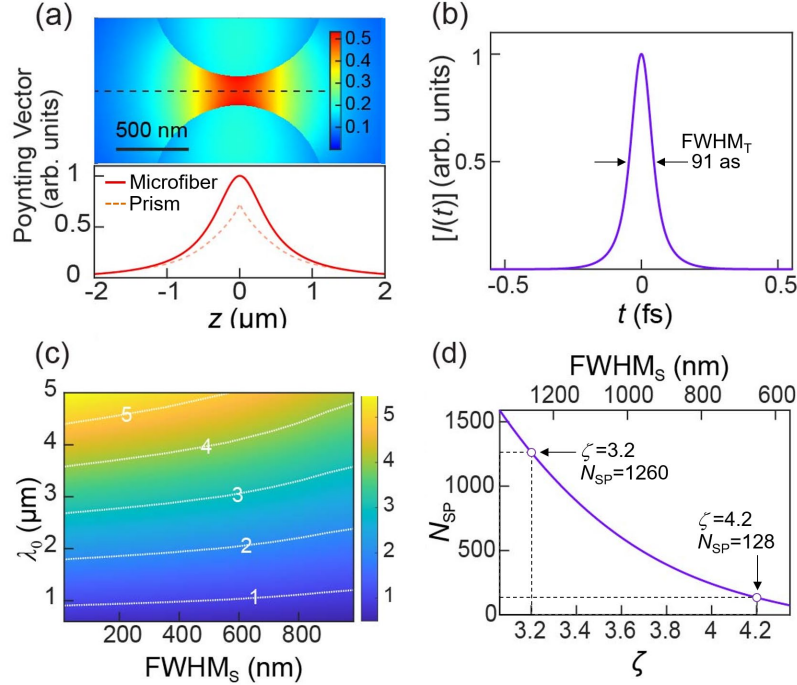 (a)
0.5
0.4
0.3
0.2
0.1
500 nm
Poynting Vector
(arb. units)
1
0.5
0
Microfiber
Prism
-2 -1 0 1 2
z (μm)
(b)
[I(t)] (arb. units)
1
0.5
FWHM_T
91 as
-0.5 0 0.5
t (fs)
(c)
λ₀ (μm)
5
4
3
2
1
5
4
3
2
1
5
4
3
2
1
200 400 600 800
FWHM_S (nm)
(d)
FWHM_S (nm)
1200 1000 800 600
N_SP
1500
1000
500
0
ζ=3.2
N_SP=1260
ζ=4.2
N_SP=128
3.2 3.4 3.6 3.8 4 4.2
ζ